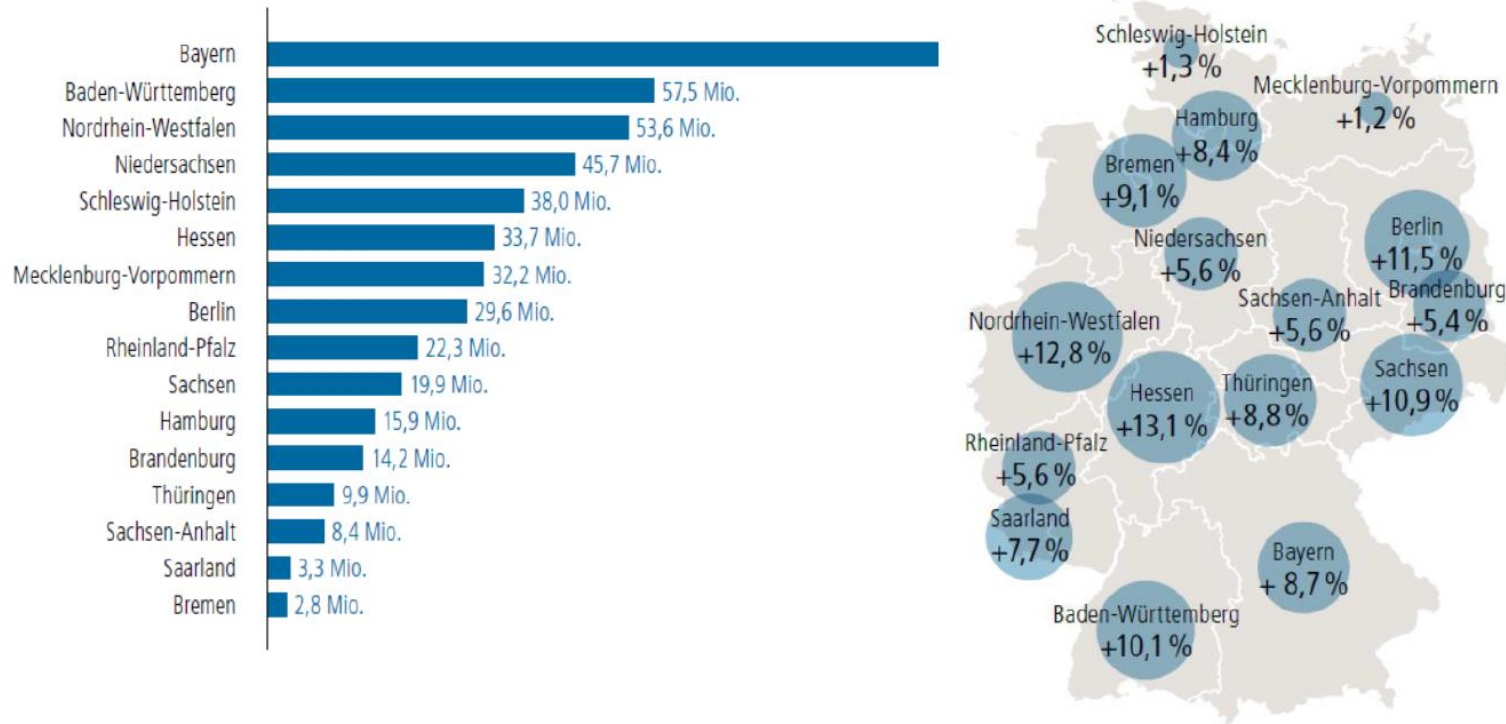 Bayern
Baden-Württemberg 57,5 Mio.
Nordrhein-Westfalen 53,6 Mio.
Niedersachsen 45,7 Mio.
Schleswig-Holstein 38,0 Mio.
Hessen 33,7 Mio.
Mecklenburg-Vorpommern 32,2 Mio.
Berlin 29,6 Mio.
Rheinland-Pfalz 22,3 Mio.
Sachsen 19,9 Mio.
Hamburg 15,9 Mio.
Brandenburg 14,2 Mio.
Thüringen 9,9 Mio.
Sachsen-Anhalt 8,4 Mio.
Saarland 3,3 Mio.
Bremen 2,8 Mio.
Schleswig-Holstein
+1,3 %
Mecklenburg-Vorpommern
+1,2 %
Hamburg
+8,4 %
Bremen
+9,1 %
Niedersachsen
+5,6 %
Berlin
+11,5 %
Sachsen-Anhalt
+5,6 %
Brandenburg
+5,4 %
Nordrhein-Westfalen
+12,8 %
Hessen
+13,1 %
Thüringen
+8,8 %
Sachsen
+10,9 %
Rheinland-Pfalz
+5,6 %
Saarland
+7,7 %
Bayern
+ 8,7 %
Baden-Württemberg
+10,1 %